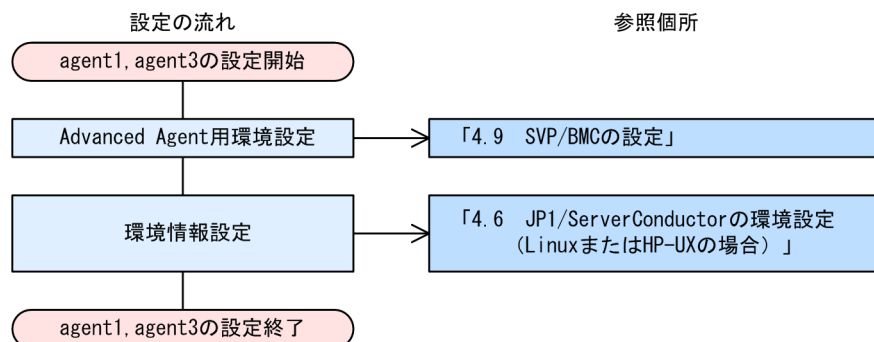 設定の流れ
参照個所
agent1,agent3の設定開始
Advanced Agent用環境設定
「4.9 SVP/BMCの設定」
環境情報設定
「4.6 JP1/ServerConductorの環境設定
(LinuxまたはHP-UXの場合)」
agent1,agent3の設定終了